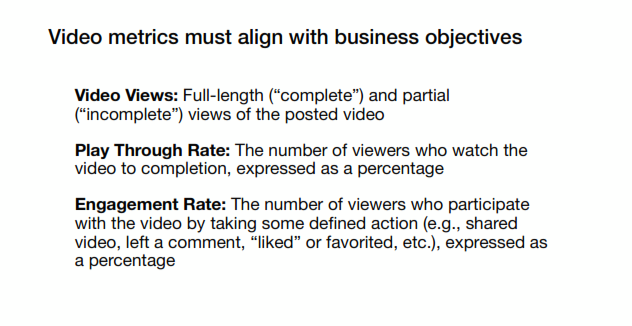 Video metrics must align with business objectives
Video Views: Full-length (“complete”) and partial
(“incomplete”) views of the posted video
Play Through Rate: The number of viewers who watch the
video to completion, expressed as a percentage
Engagement Rate: The number of viewers who participate
with the video by taking some defined action (e.g., shared
video, left a comment, “liked” or favorited, etc.), expressed as
a percentage